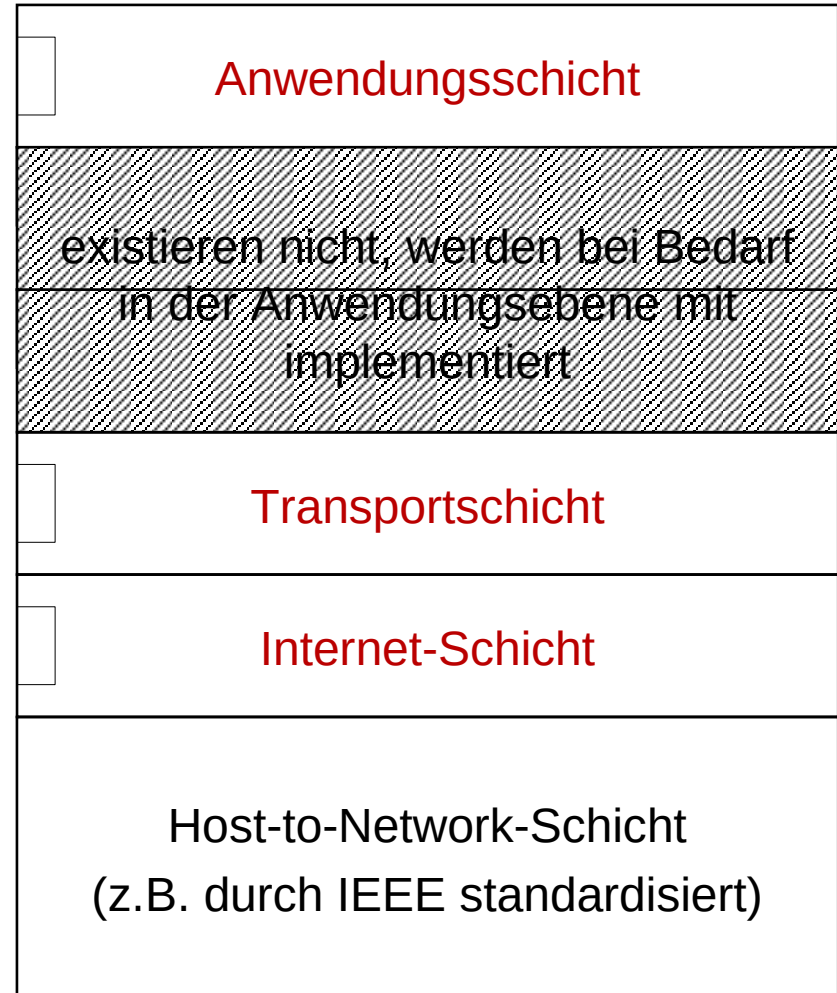 Anwendungsschicht
existieren nicht, werden bei Bedarf
in der Anwendungsebene mit
implementiert
Transportschicht
Internet-Schicht
Host-to-Network-Schicht
(z.B. durch IEEE standardisiert)